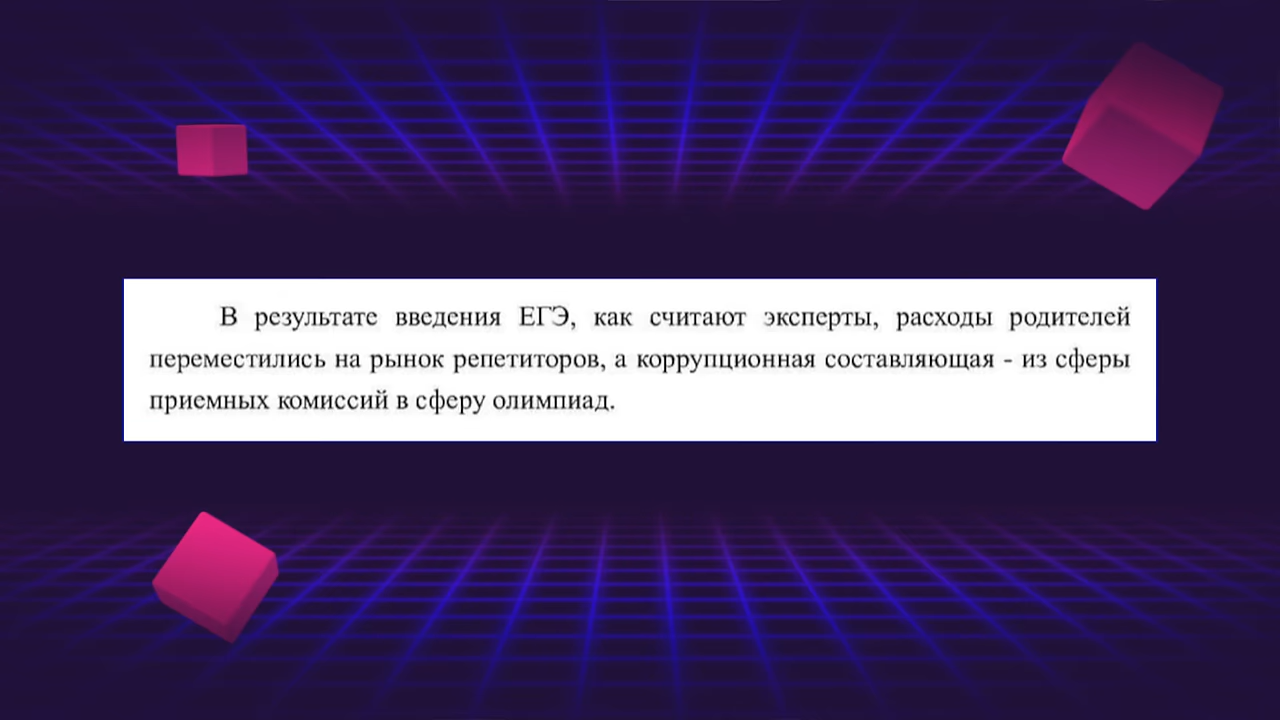 В результате введения ЕГЭ, как считают эксперты, расходы родителей
переместились на рынок репетиторов, а коррупционная составляющая - из сферы
приемных комиссий в сферу олимпиад.